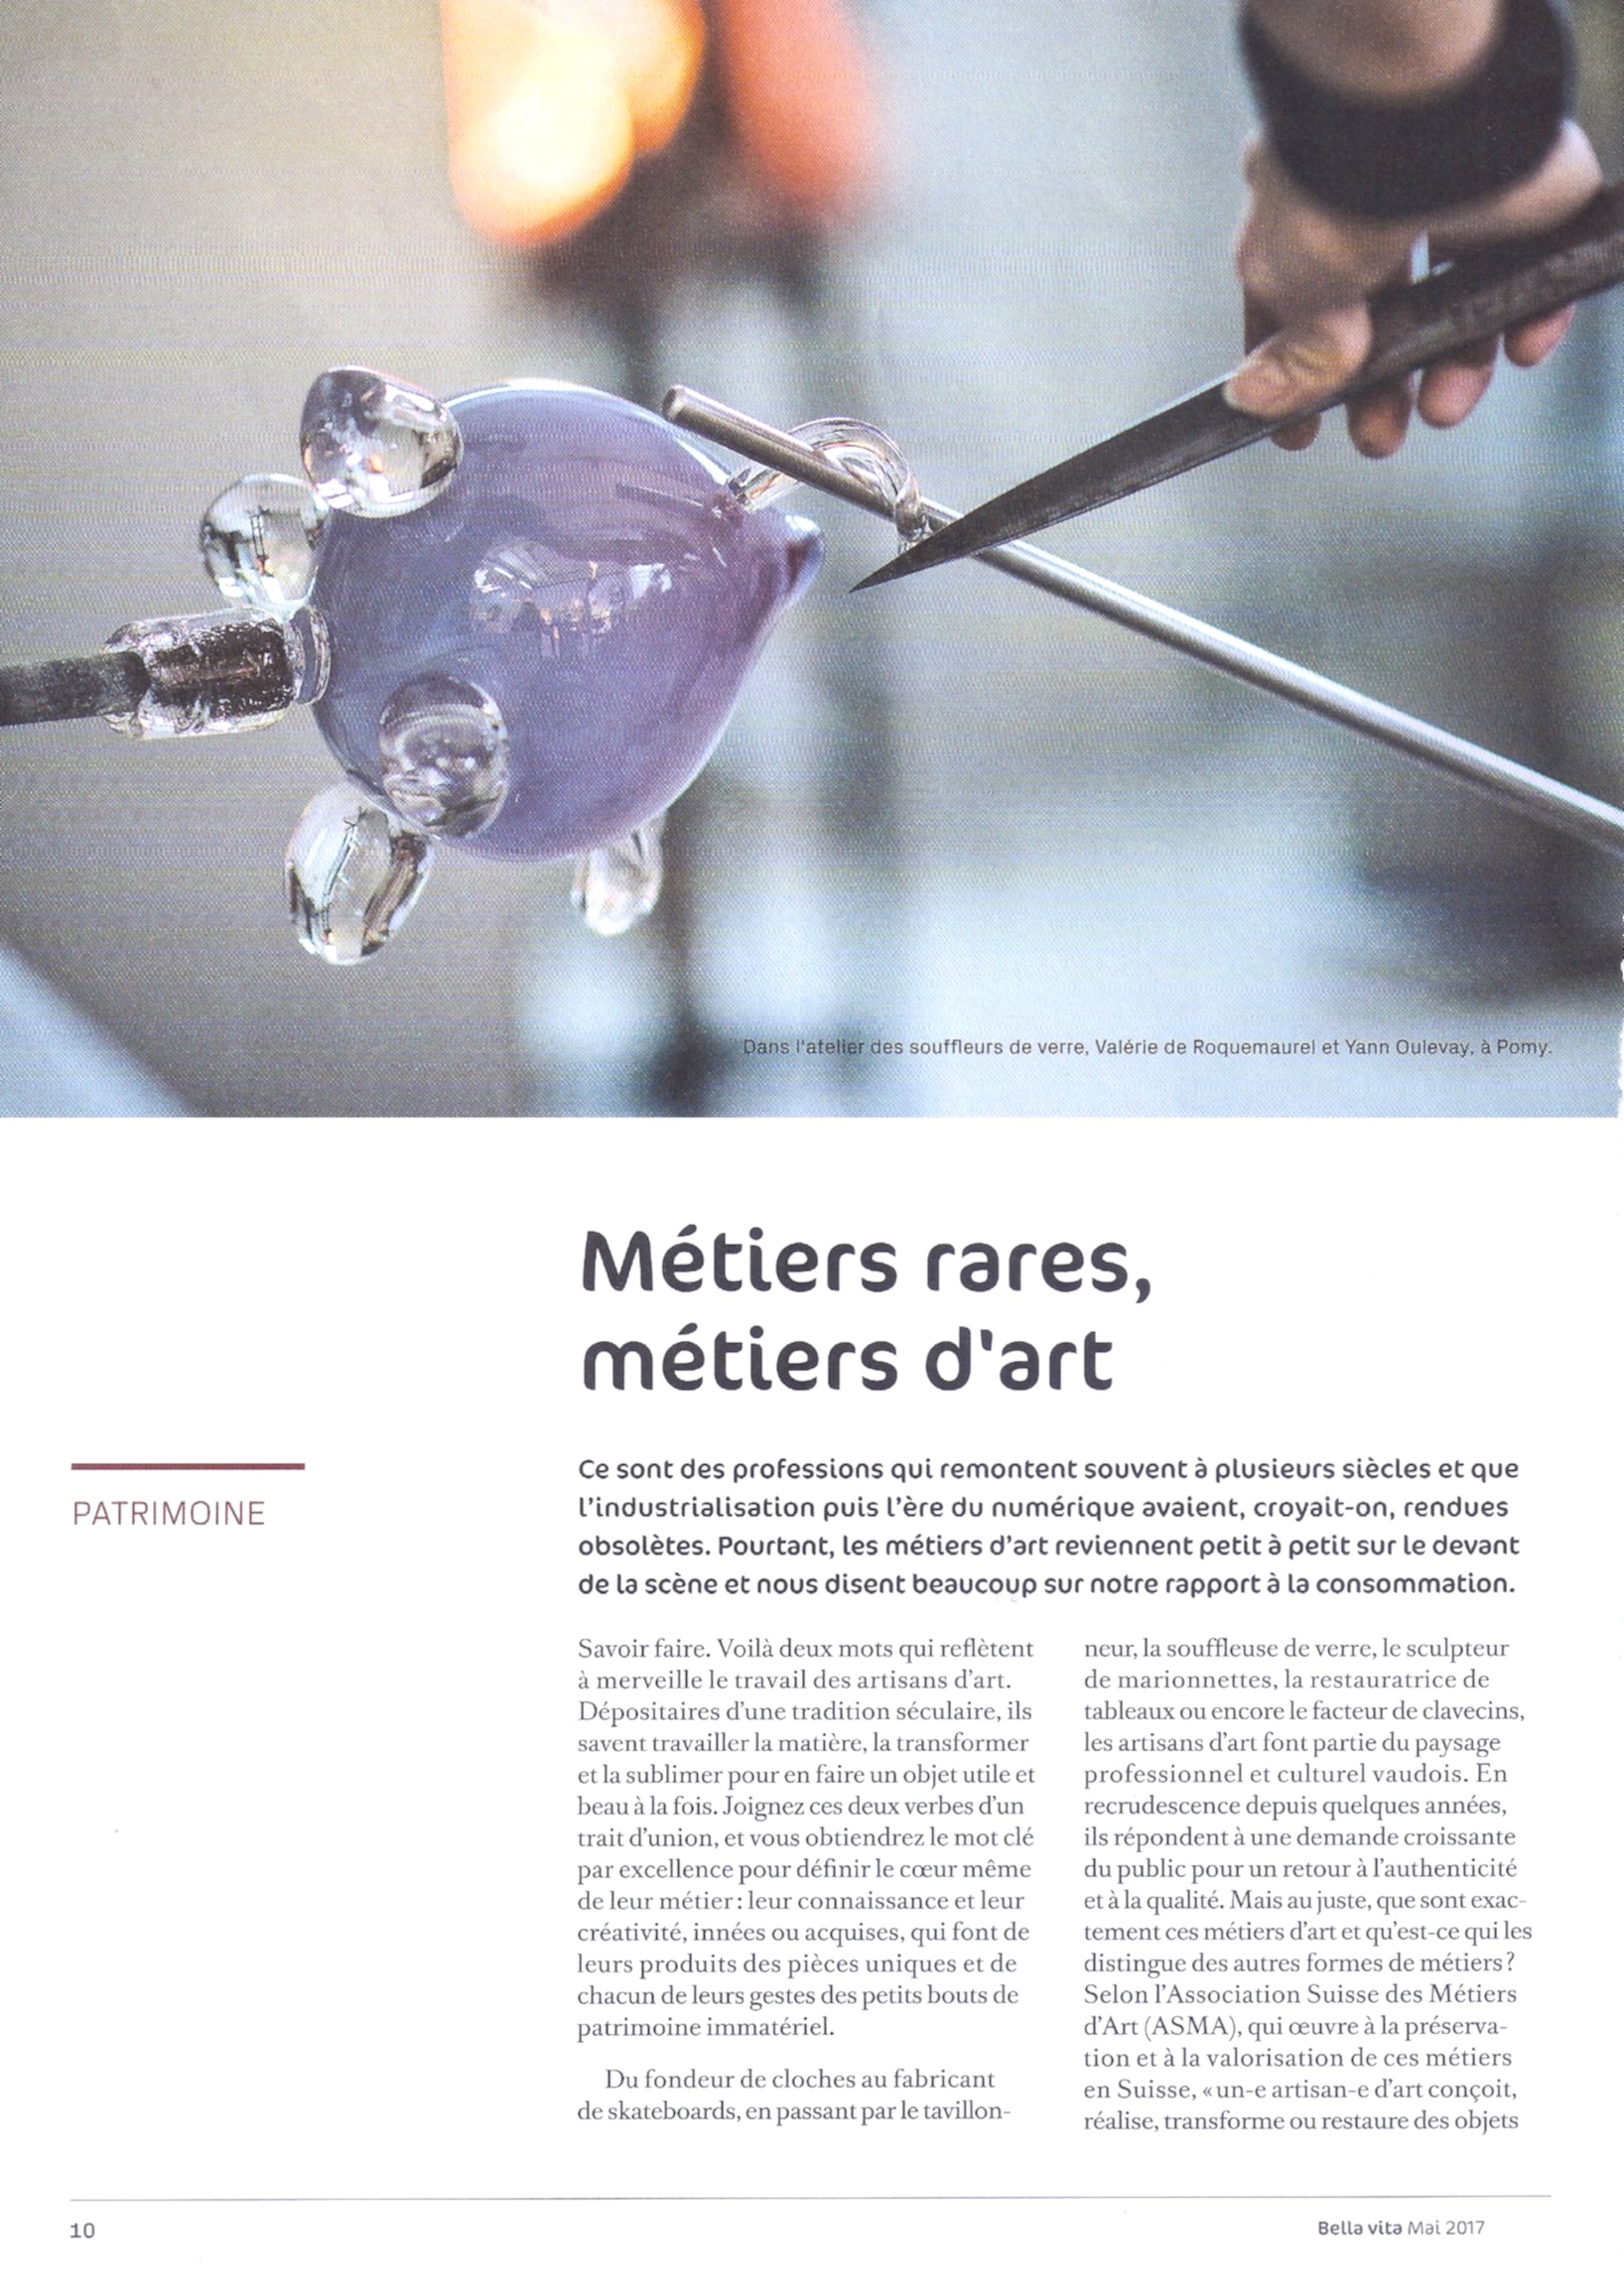 Dans l'atelier des souffleurs de verre, Valérie de Roquemaurel et Yann Oulevay, à Pomy.
Métiers rares,
métiers d'art
PATRIMOINE
Ce sont des professions qui remontent souvent à plusieurs siècles et que
l'industrialisation puis l'ère du numérique avaient, croyait-on, rendues
obsolètes. Pourtant, les métiers d'art reviennent petit à petit sur le devant
de la scène et nous disent beaucoup sur notre rapport à la consommation.
Savoir faire. Voilà deux mots qui reflètent
à merveille le travail des artisans d'art.
Dépositaires d'une tradition séculaire, ils
savent travailler la matière, la transformer
et la sublimer pour en faire un objet utile et
beau à la fois. Joignez ces deux verbes d'un
trait d'union, et vous obtiendrez le mot clé
par excellence pour définir le cœur même
de leur métier : leur connaissance et leur
créativité, innées ou acquises, qui font de
leurs produits des pièces uniques et de
chacun de leurs gestes des petits bouts de
patrimoine immatériel.
Du fondeur de cloches au fabricant
de skateboards, en passant par le tavillon-
neur, la souffleuse de verre, le sculpteur
de marionnettes, la restauratrice de
tableaux ou encore le facteur de clavecins,
les artisans d'art font partie du paysage
professionnel et culturel vaudois. En
recrudescence depuis quelques années,
ils répondent à une demande croissante
du public pour un retour à l'authenticité
et à la qualité. Mais au juste, que sont exac-
tement ces métiers d'art et qu'est-ce qui les
distingue des autres formes de métiers ?
Selon l'Association Suisse des Métiers
d'Art (ASMA), qui œuvre à la préserva-
tion et à la valorisation de ces métiers
en Suisse, « un-e artisan-e d'art conçoit,
réalise, transforme ou restaure des objets
10
Bella vita Mai 2017